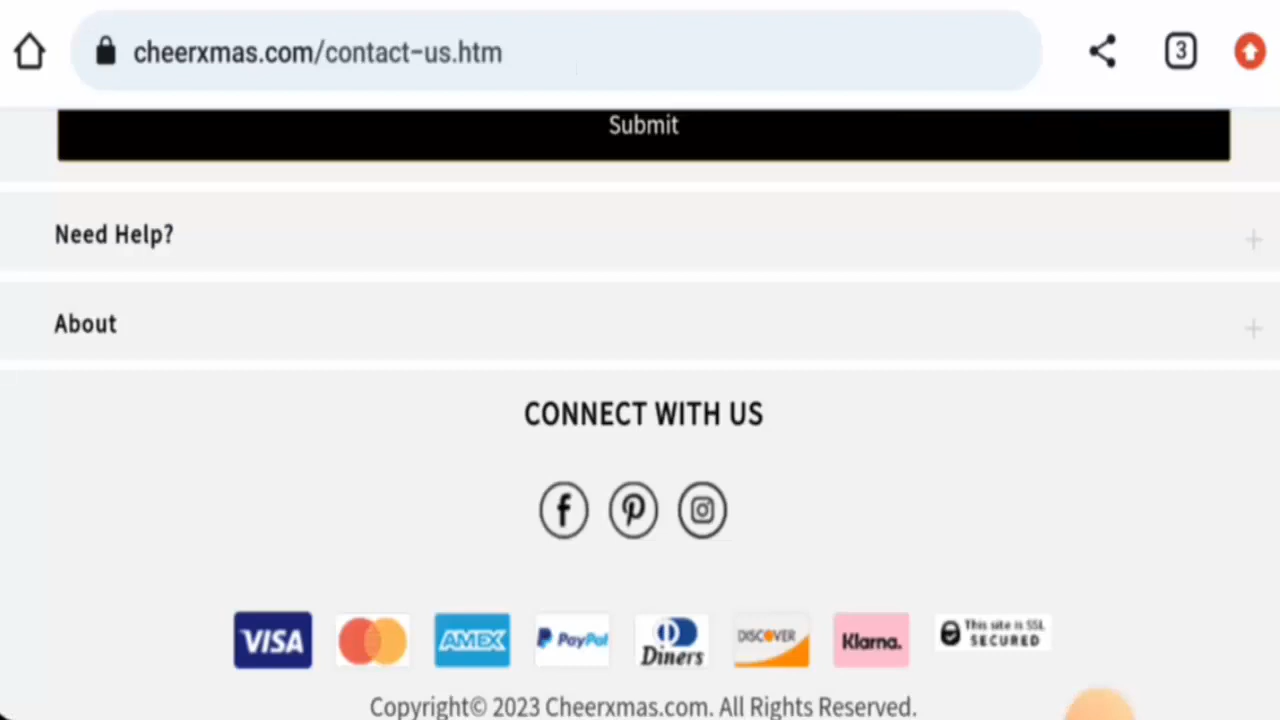 cheerxmas.com/contact-us.htm
3
Submit
Need Help?
About
CONNECT WITH US
VISA AMEX PayPal Diners DISCOVER Klarna. This site is SSL SECURED
Copyright© 2023 Cheerxmas.com. All Rights Reserved.